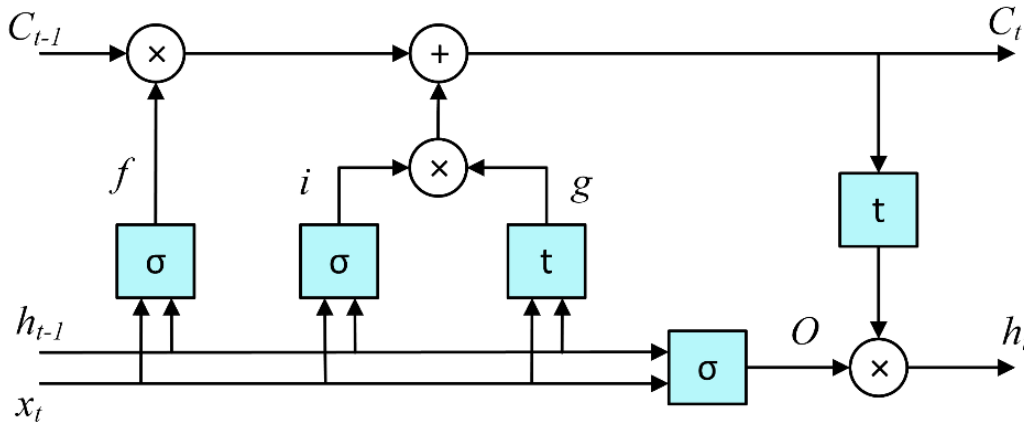 C_{t-1}
C_t
×
+
×
f
i
g
t
σ
σ
t
h_{t-1}
O
h
σ
×
x_t